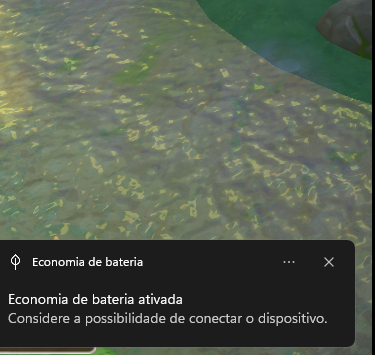 Economia de bateria
Economia de bateria ativada
Considere a possibilidade de conectar o dispositivo.